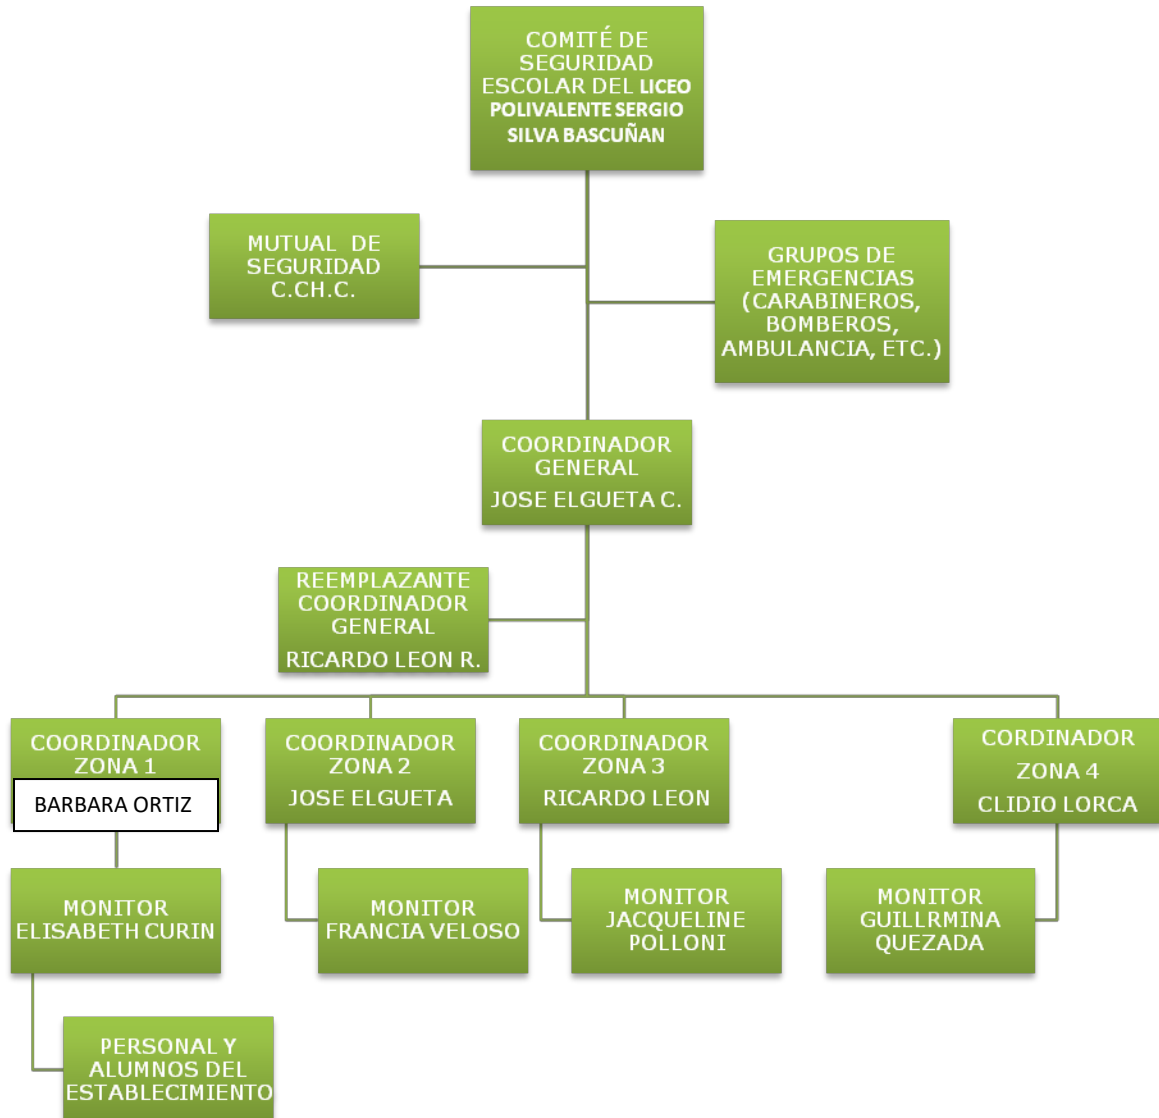 COMITÉ DE
SEGURIDAD
ESCOLAR DEL LICEO
POLIVALENTE SERGIO
SILVA BASCUÑAN
MUTUAL DE
SEGURIDAD
C.CH.C.
GRUPOS DE
EMERGENCIAS
(CARABINEROS,
BOMBEROS,
AMBULANCIA, ETC.)
COORDINADOR
GENERAL
JOSE ELGUETA C.
REEMPLAZANTE
COORDINADOR
GENERAL
RICARDO LEON R.
COORDINADOR
ZONA 1
BARBARA ORTIZ
COORDINADOR
ZONA 2
JOSE ELGUETA
COORDINADOR
ZONA 3
RICARDO LEON
CORDINADOR
ZONA 4
CLIDIO LORCA
MONITOR
ELISABETH CURIN
MONITOR
FRANCIA VELOSO
MONITOR
JACQUELINE
POLLONI
MONITOR
GUILLRMINA
QUEZADA
PERSONAL Y
ALUMNOS DEL
ESTABLECIMIENTO